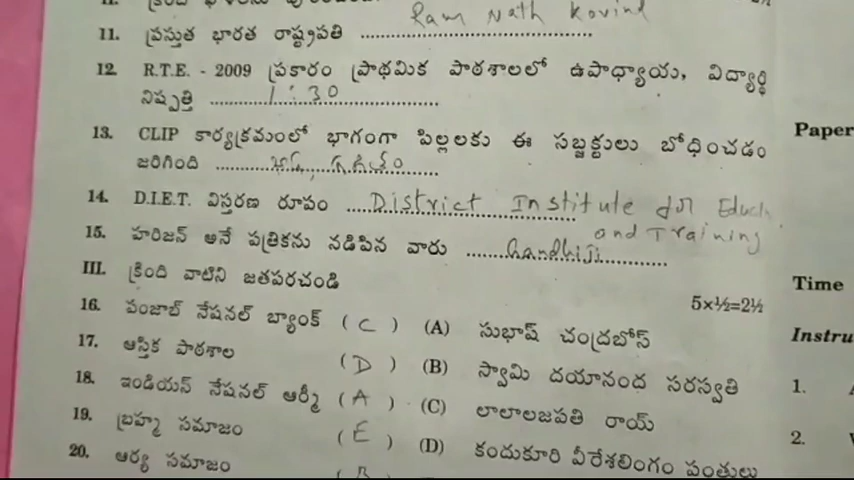 11. ప్రస్తుత భారత రాష్ట్రపతి Ram Nath Kovind
12. R.T.E. - 2009 ప్రకారం ప్రాథమిక పాఠశాలలో ఉపాధ్యాయ, విద్యార్థి
నిష్పత్తి 1:30
13. CLIP కార్యక్రమంలో భాగంగా పిల్లలకు ఈ సబ్జక్టులు బోధించడం
Paper
జరిగింది భాష, గణితం
14. D.I.E.T. విస్తరణ రూపం District Institute for
and Training
15. హరిజన్ అనే పత్రికను నడిపిన వారు Gandhiji
III. క్రింది వాటిని జతపరచండి
5×½=2½
Time
16. పంజాబ్ నేషనల్ బ్యాంక్ (C) (A) సుభాష్ చంద్రబోస్
Instru
17. ఆస్తిక పాఠశాల (D) (B) స్వామి దయానంద సరస్వతి
1.
18. ఇండియన్ నేషనల్ ఆర్మీ (A) (C) లాలాలజపతి రాయ్
19. బ్రహ్మ సమాజం (E) (D) కందుకూరి వీరేశలింగం పంతులు
2.
20. ఆర్య సమాజం